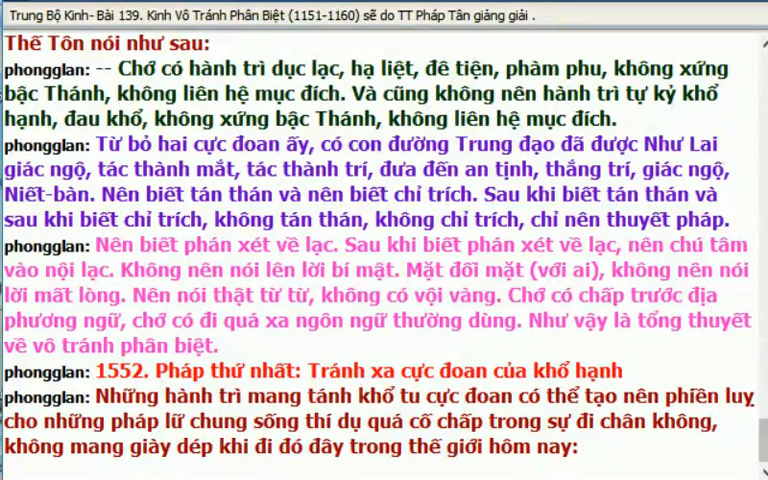 Trung Bộ Kinh- Bài 139. Kinh Vô Tránh Phân Biệt (1151-1160) sẽ do TT Pháp Tân giảng giải .
Thế Tôn nói như sau:
phongglan: -- Chớ có hành trì dục lạc, hạ liệt, đê tiện, phàm phu, không xứng
bậc Thánh, không liên hệ mục đích. Và cũng không nên hành trì tự kỷ khổ
hạnh, đau khổ, không xứng bậc Thánh, không liên hệ mục đích.
phongglan: Từ bỏ hai cực đoan ấy, có con đường Trung đạo đã được Như Lai
giác ngộ, tác thành mắt, tác thành trí, đưa đến an tịnh, thắng trí, giác ngộ,
Niết-bàn. Nên biết tán thán và nên biết chỉ trích. Sau khi biết tán thán và
sau khi biết chỉ trích, không tán thán, không chỉ trích, chỉ nên thuyết pháp.
phongglan: Nên biết phán xét về lạc. Sau khi biết phán xét về lạc, nên chú tâm
vào nội lạc. Không nên nói lên lời bí mật. Mặt đối mặt (với ai), không nên nói
lời mất lòng. Nên nói thật từ từ, không có vội vàng. Chớ có chấp trước địa
phương ngữ, chớ có đi quá xa ngôn ngữ thường dùng. Như vậy là tổng thuyết
về vô tránh phân biệt.
phongglan: 1552. Pháp thứ nhất: Tránh xa cực đoan của khổ hạnh
phongglan: Những hành trì mang tánh khổ tu cực đoan có thể tạo nên phiền luỵ
cho những pháp lữ chung sống thí dụ quá cố chấp trong sự đi chân không,
không mang giày dép khi đi đó đây trong thế giới hôm nay: